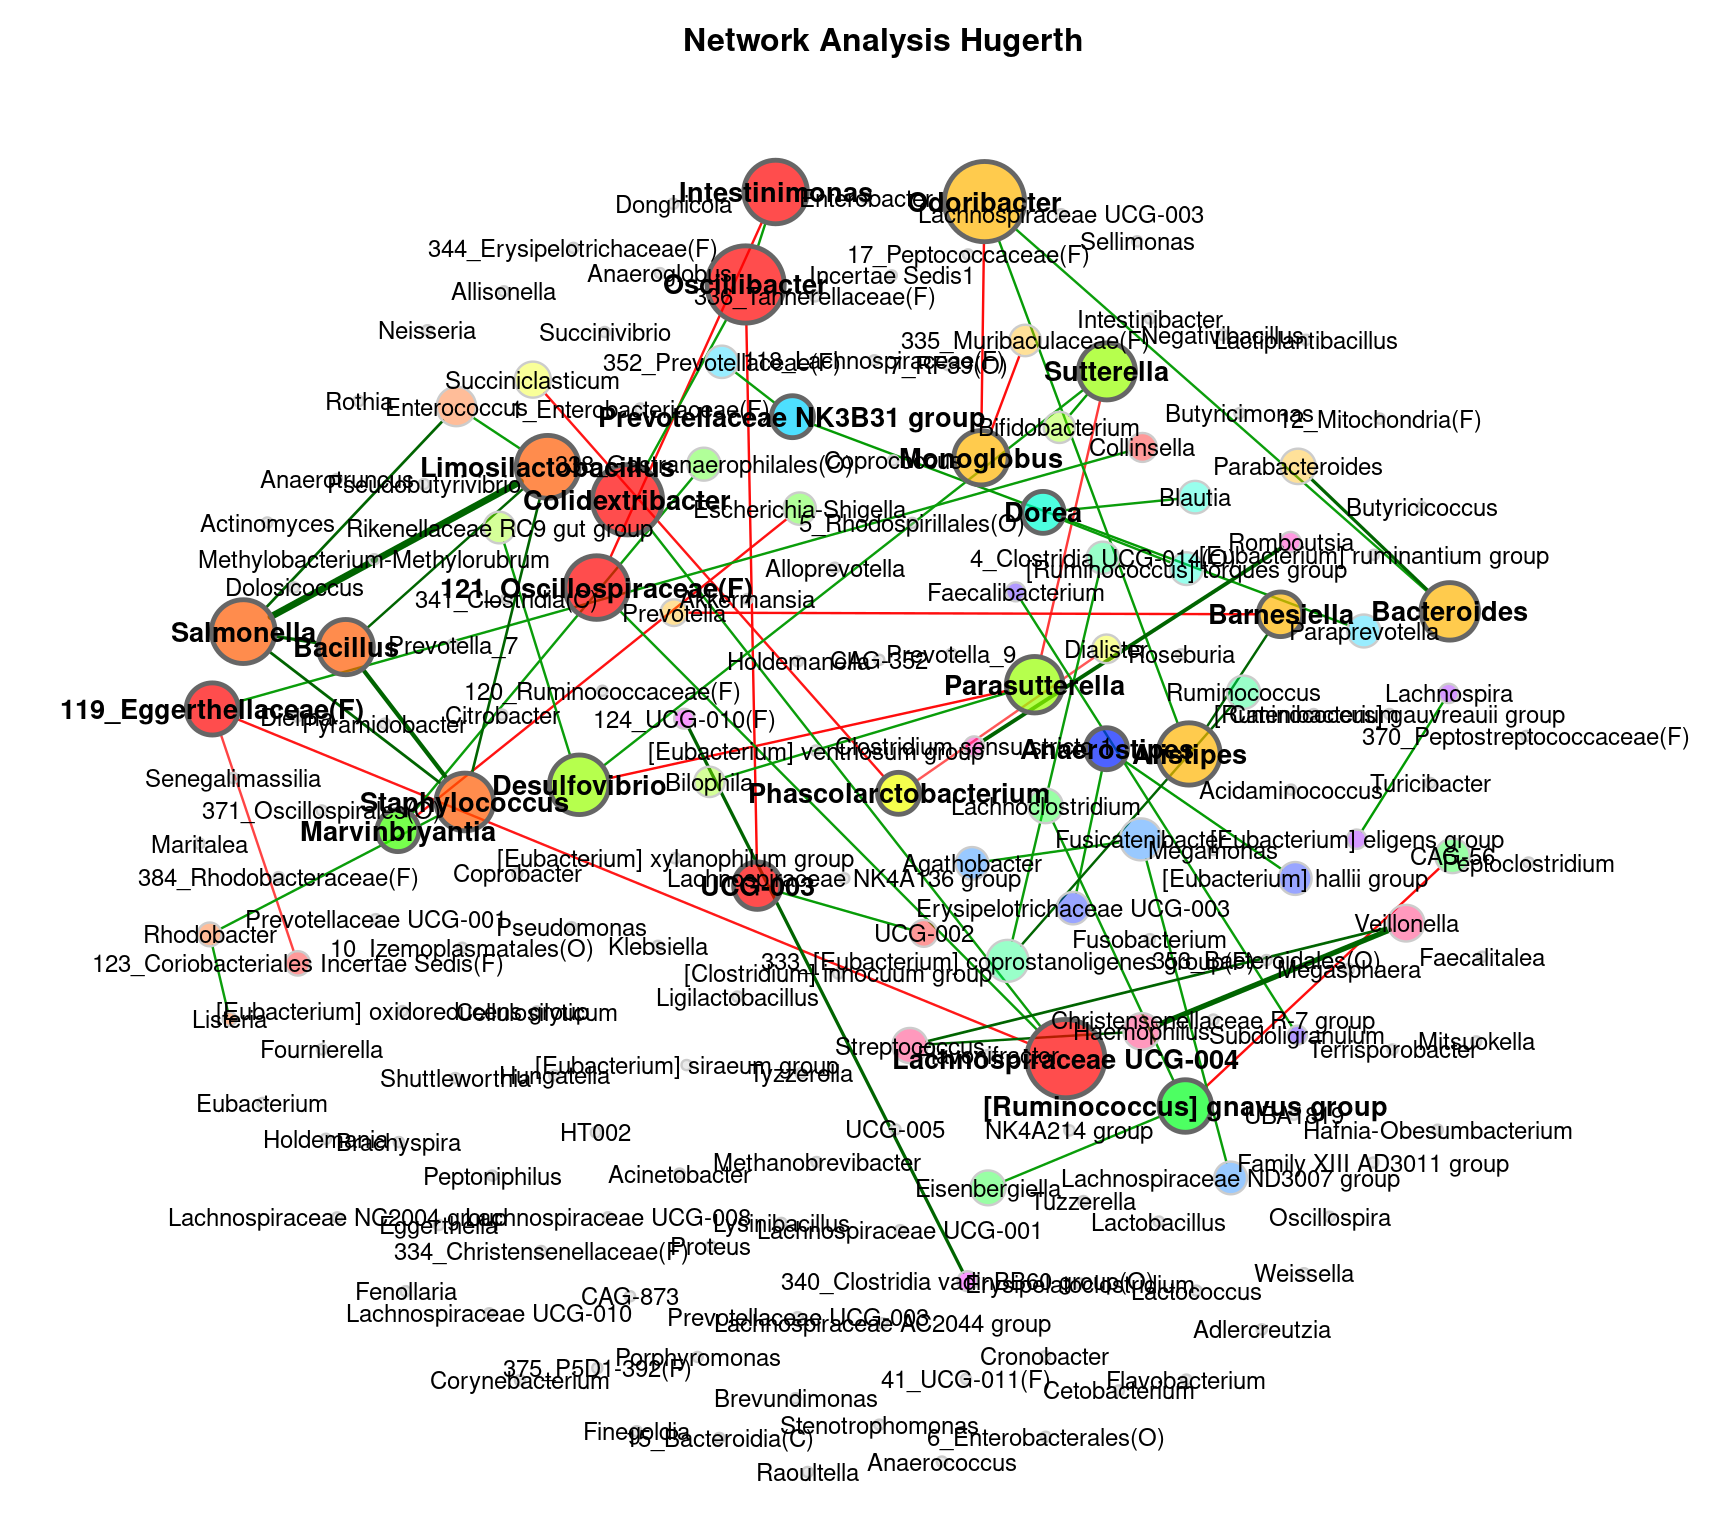 Network Analysis Hugerth
Intestinimonas
Donghicola
Enterobacter
Odoribacter
Lachnospiraceae UCG-003
Sellimonas
344_Erysipelotrichaceae(F)
17_Peptococcaceae(F)
Anaeroglobus
Incertae Sedis1
Oscillibacter
Allisonella
336_Tannerellaceae(F)
Neisseria
Succinivibrio
Intestinibacter
Negativibacillus
Lactiplantibacillus
335_Muribaculaceae(F)
352_Prevotellaceae(F)
118_Lachnospiraceae(F)
7_RF39(O)
Sutterella
Succiniclasticum
Rothia
Enterococcus
1_Enterobacteriaceae(F)
Prevotellaceae NK3B31 group
Bifidobacterium
Butyricimonas
12_Mitochondria(F)
Collinsella
Limosilactobacillus
338_Gastranaerophilales(O)
Coprococcus
Monoglobus
Parabacteroides
Anaerotruncus
Pseudobutyrivibrio
Colidextribacter
Blautia
Escherichia-Shigella
Dorea
Butyricicoccus
Actinomyces
Rikenellaceae RC9 gut group
5_Rhodospirillales(O)
Romboutsia
Methylobacterium-Methylorubrum
4_Clostridia UCG-014(O)
[Eubacterium] ruminantium group
Alloprevotella
[Ruminococcus] torques group
Dolosicoccus
121_Oscillospiraceae(F)
341_Clostridia(C)
Akkermansia
Faecalibacterium
Prevotella
Barnesiella
Bacteroides
Salmonella
Paraprevotella
Bacillus
Prevotella_7
Holdemanella
CAG-352
Prevotella_9
Dialister
Roseburia
120_Ruminococcaceae(F)
Parasutterella
Ruminococcus
Lachnospira
119_Eggerthellaceae(F)
Dielma
Pyramidobacter
Citrobacter
124_UCG-010(F)
[Ruminococcus] gauvreauii group
Catenibacterium
370_Peptostreptococcaceae(F)
[Eubacterium] ventriosum group
Clostridium sensu stricto 1
Anaerostipes
Alistipes
Senegalimassilia
Desulfovibrio
Bilophila
Phascolarctobacterium
Acidaminococcus
Turicibacter
371_Oscillospirales(O)
Staphylococcus
Lachnoclostridium
Marvinbryantia
Maritalea
Fusicatenibacter
Megamonas
[Eubacterium] eligens group
[Eubacterium] xylanophilum group
Agathobacter
CAG-56
Peptoclostridium
384_Rhodobacteraceae(F)
Coprobacter
Lachnospiraceae NK4A136 group
UCG-003
[Eubacterium] hallii group
Prevotellaceae UCG-001
Pseudomonas
Erysipelotrichaceae UCG-003
Veillonella
Rhodobacter
10_Izemoplasmatales(O)
Klebsiella
UCG-002
Fusobacterium
123_Coriobacteriales Incertae Sedis(F)
333_[Eubacterium] coprostanoligenes group(F)
[Clostridium] innocuum group
353_Bacteroidales(O)
Megasphaera
Faecalitalea
Ligilactobacillus
Listeria
[Eubacterium] oxidoreducens group
Cellulosilyticum
Christensenellaceae R-7 group
Haemophilus
Subdoligranulum
Fournierella
Streptococcus
Flavonifractor
Lachnospiraceae UCG-004
Terrisporobacter
Mitsuokella
Shuttleworthia
Hungatella
[Eubacterium] siraeum group
Tyzzerella
Eubacterium
[Ruminococcus] gnavus group
UBA1819
Holdemania
Brachyspira
HT002
UCG-005
NK4A214 group
Hafnia-Obesumbacterium
Peptoniphilus
Acinetobacter
Methanobrevibacter
Family XIII AD3011 group
Eisenbergiella
Lachnospiraceae ND3007 group
Tuzzerella
Lachnospiraceae NC2004 group
Eggerthella
Lachnospiraceae UCG-008
Lysinibacillus
Lachnospiraceae UCG-001
Lactobacillus
Oscillospira
334_Christensenellaceae(F)
Proteus
Weissella
340_Clostridia vadinBB60 group(O)
Erysipelatoclostridium
Lactococcus
Fenollaria
CAG-873
Lachnospiraceae UCG-010
Prevotellaceae UCG-003
Lachnospiraceae AC2044 group
Adlercreutzia
Porphyromonas
Cronobacter
375_P5D1-392(F)
Corynebacterium
41_UCG-011(F)
Flavobacterium
Cetobacterium
Brevundimonas
Finegoldia
15_Bacteroidia(C)
Stenotrophomonas
6_Enterobacterales(O)
Raoultella
Anaerococcus